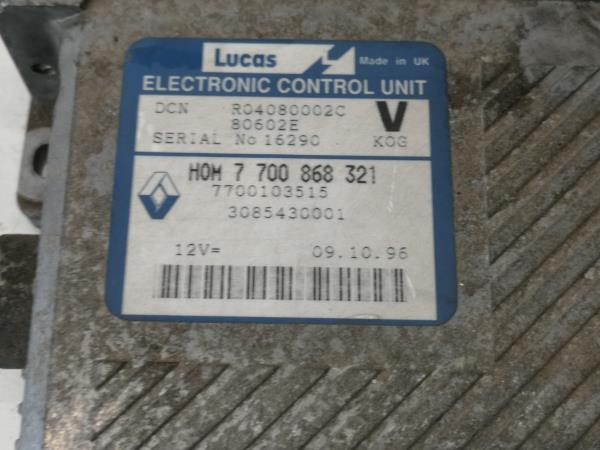 Lucas
Made in UK
ELECTRONIC CONTROL UNIT
DCN R04080002C V
80602E
SERIAL No 16290 KOG
HOM 7 700 868 321
7700103515
3085430001
12V= 09.10.96